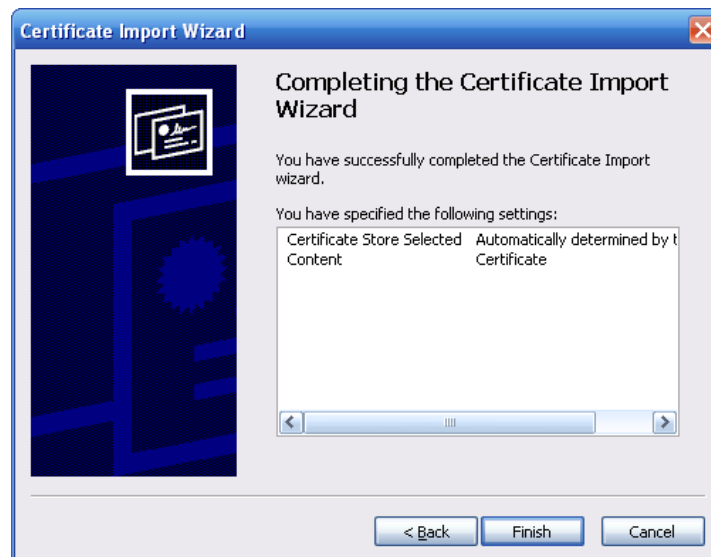 Certificate Import Wizard
Completing the Certificate Import
Wizard
You have successfully completed the Certificate Import
wizard.
You have specified the following settings:
Certificate Store Selected Automatically determined by t
Content Certificate
< Back Finish Cancel